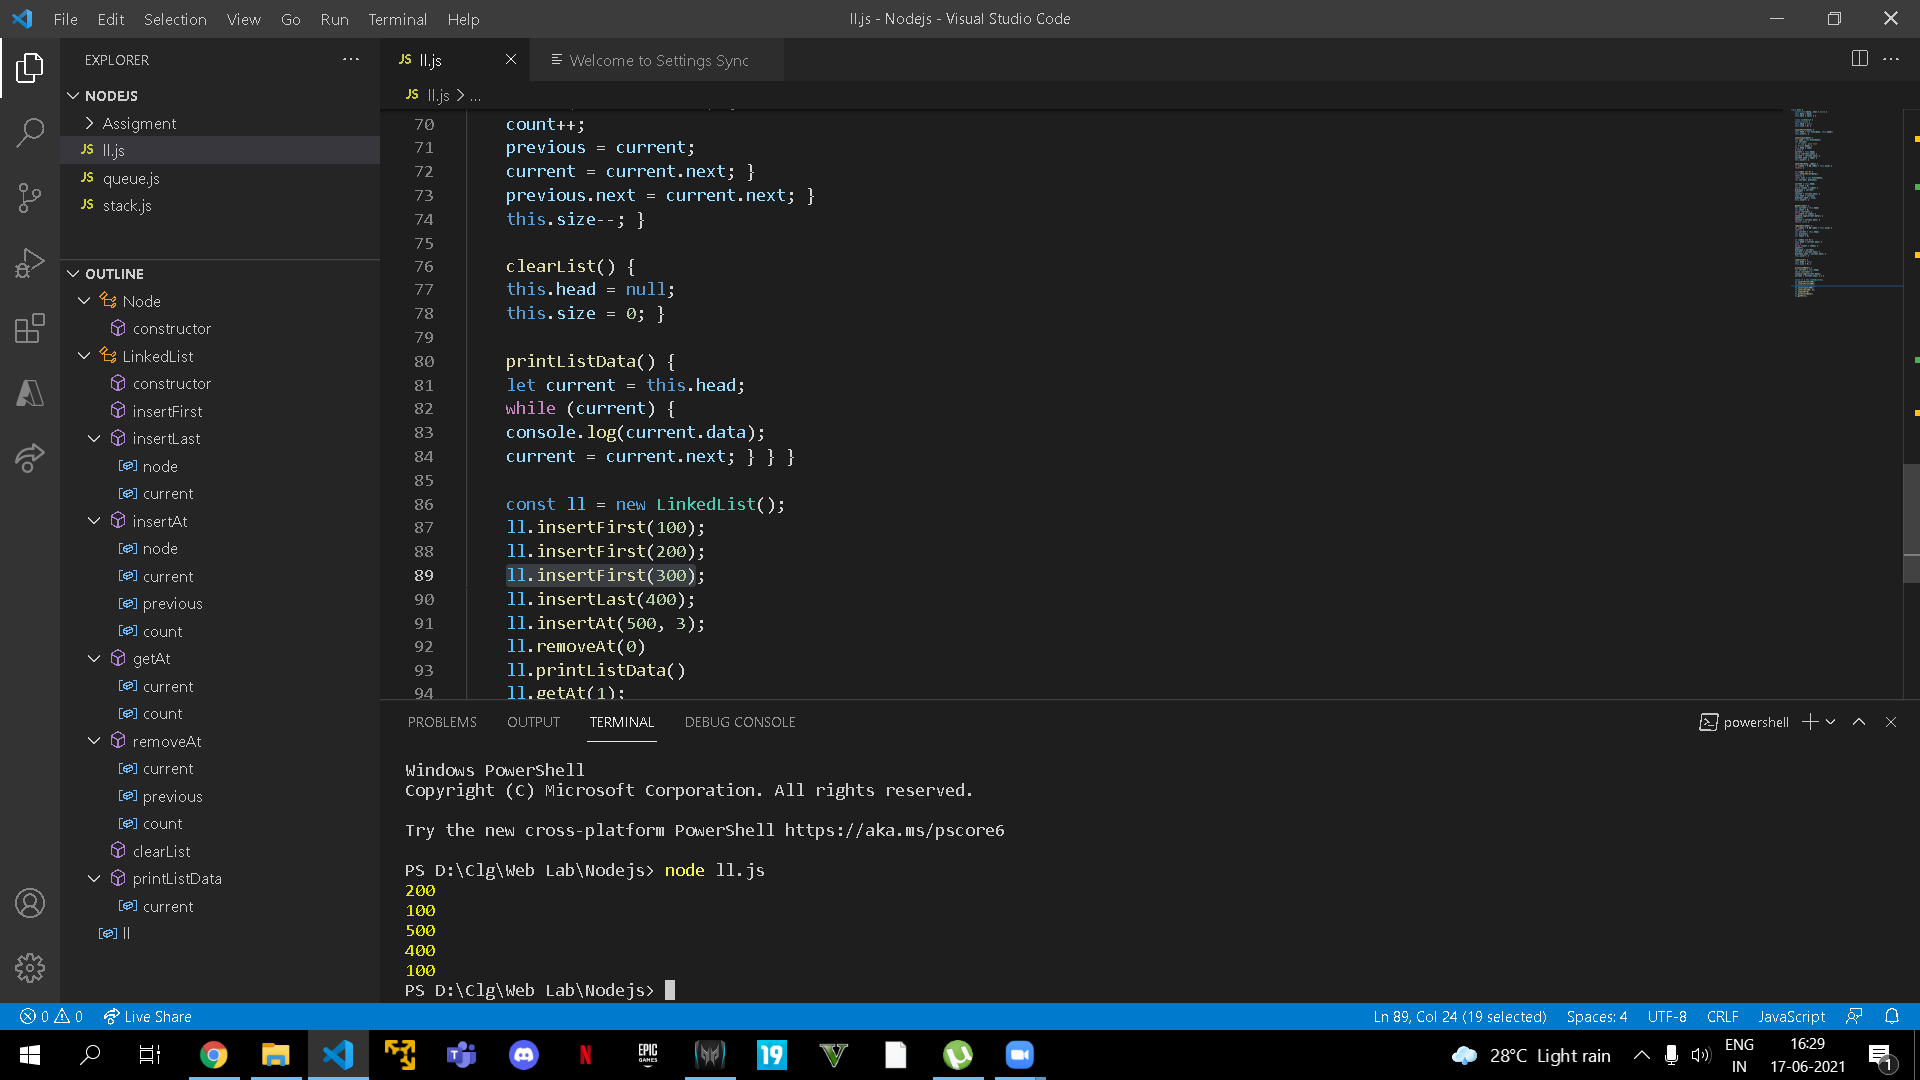 File Edit Selection View Go Run Terminal Help
ll.js - Nodejs - Visual Studio Code
EXPLORER
NODEJS
Assigment
JS ll.js
JS queue.js
JS stack.js
OUTLINE
Node
constructor
LinkedList
constructor
insertFirst
insertLast
node
current
insertAt
node
current
previous
count
getAt
current
count
removeAt
current
previous
count
clearList
printListData
current
ll
JS ll.js
Welcome to Settings Sync
JS ll.js > ...
70 count++;
71 previous = current;
72 current = current.next; }
73 previous.next = current.next; }
74 this.size--; }
75
76 clearList() {
77 this.head = null;
78 this.size = 0; }
79
80 printListData() {
81 let current = this.head;
82 while (current) {
83 console.log(current.data);
84 current = current.next; } } }
85
86 const ll = new LinkedList();
87 ll.insertFirst(100);
88 ll.insertFirst(200);
89 ll.insertFirst(300);
90 ll.insertLast(400);
91 ll.insertAt(500, 3);
92 ll.removeAt(0)
93 ll.printListData()
94 ll.getAt(1);
PROBLEMS OUTPUT TERMINAL DEBUG CONSOLE
powershell
Windows PowerShell
Copyright (C) Microsoft Corporation. All rights reserved.
Try the new cross-platform PowerShell https://aka.ms/pscore6
PS D:\Clg\Web Lab\Nodejs> node ll.js
200
100
500
400
100
PS D:\Clg\Web Lab\Nodejs>
0 0 Live Share
Ln 89, Col 24 (19 selected) Spaces: 4 UTF-8 CRLF JavaScript
EPIC
GAMES
19
28°C Light rain
ENG
IN
16:29
17-06-2021
1